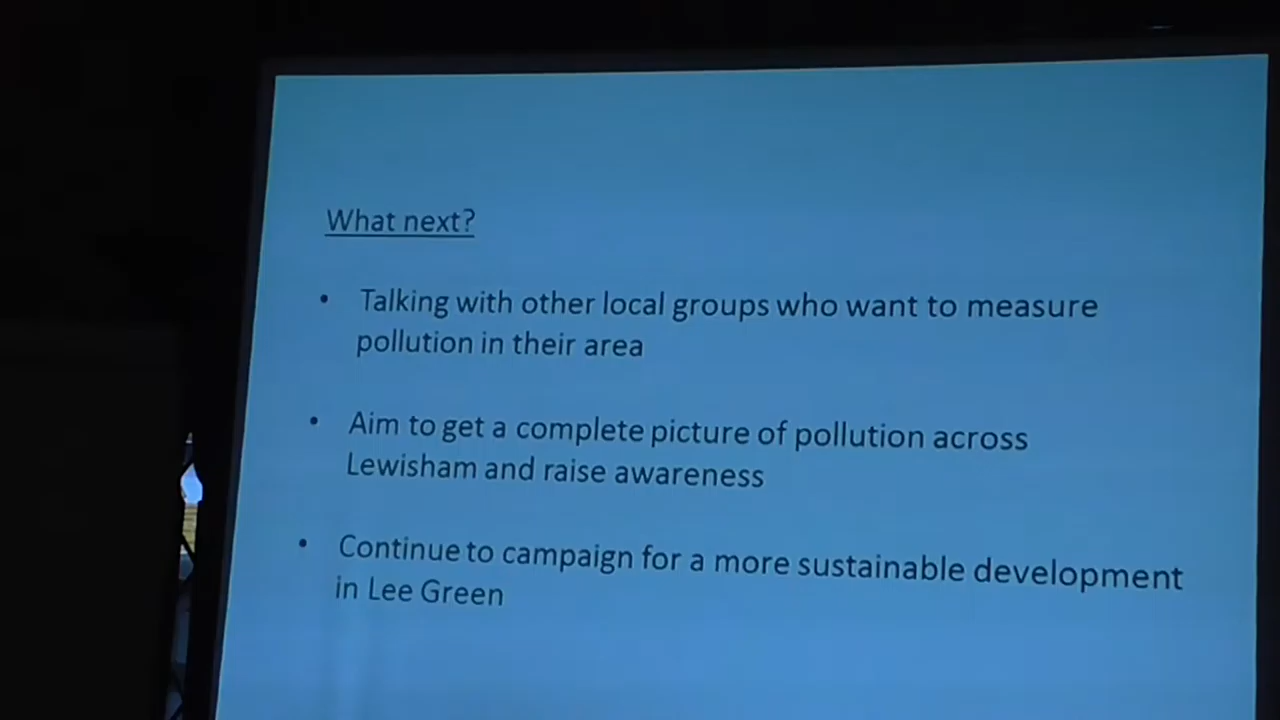 What next?
• Talking with other local groups who want to measure
pollution in their area
• Aim to get a complete picture of pollution across
Lewisham and raise awareness
• Continue to campaign for a more sustainable development
in Lee Green